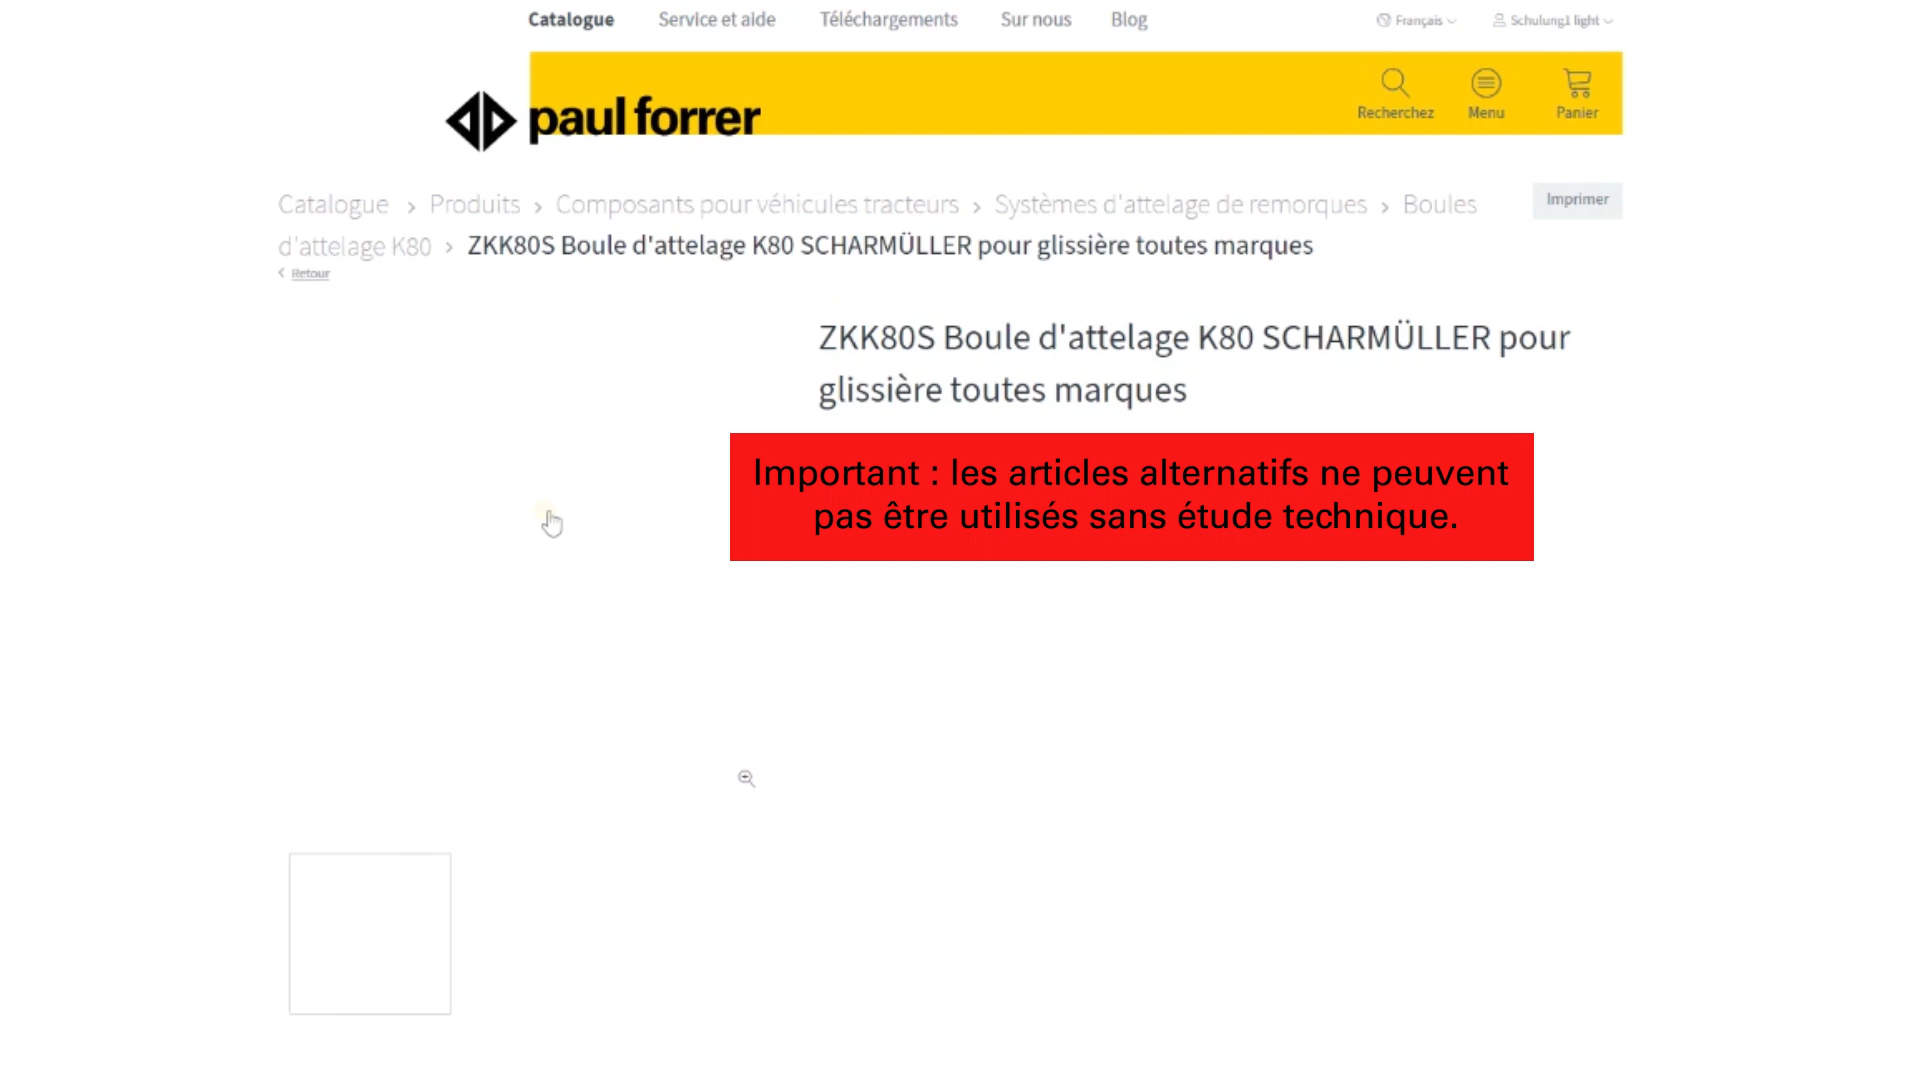 Catalogue Service et aide Téléchargements Sur nous Blog Français Schulung1 light
paul forrer
Recherchez Menu Panier
Catalogue > Produits > Composants pour véhicules tracteurs > Systèmes d'attelage de remorques > Boules
d'attelage K80 > ZKK80S Boule d'attelage K80 SCHARMÜLLER pour glissière toutes marques
Imprimer
< Retour
ZKK80S Boule d'attelage K80 SCHARMÜLLER pour
glissière toutes marques
Important : les articles alternatifs ne peuvent
pas être utilisés sans étude technique.